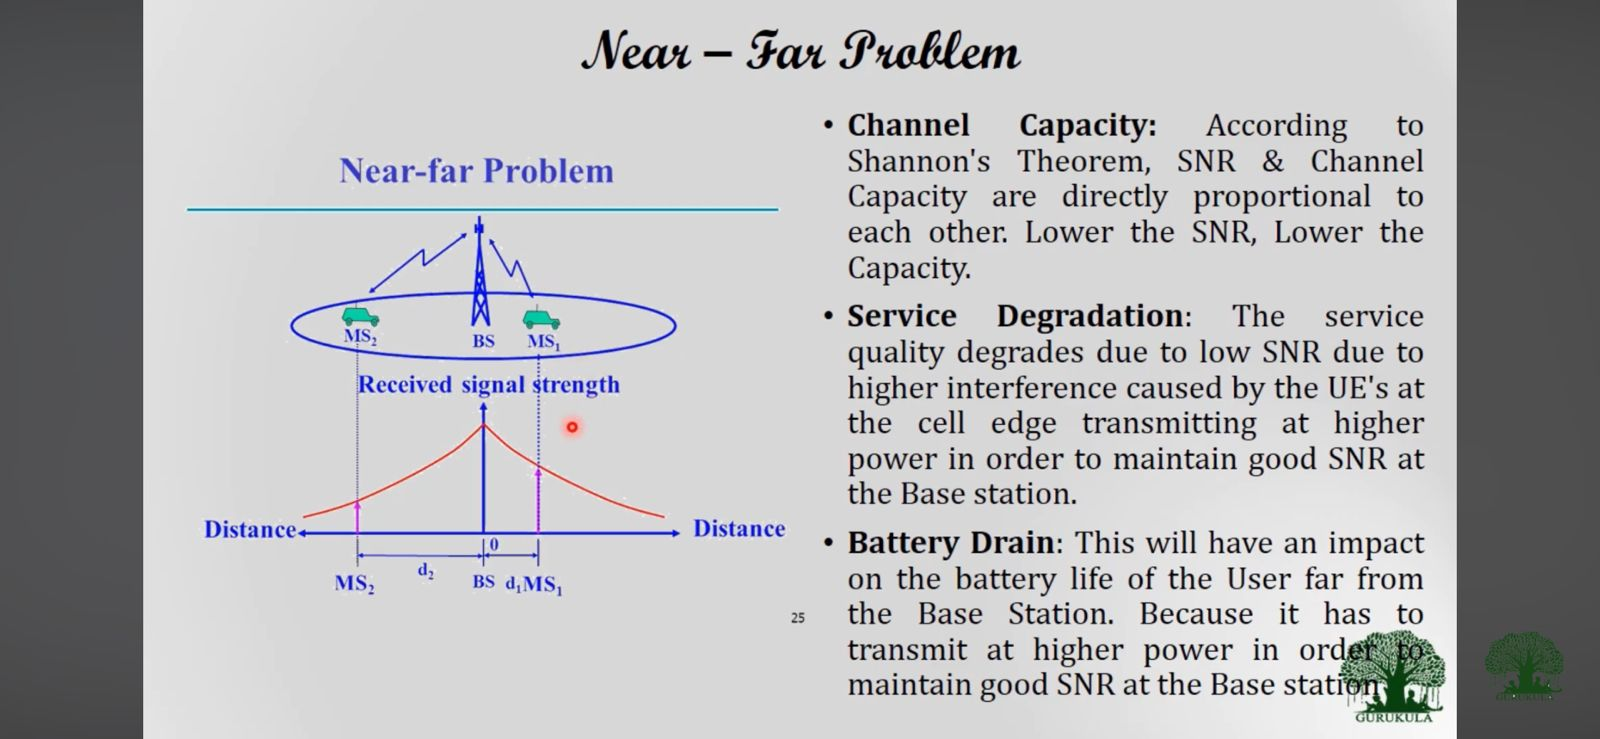 Near – Far Problem
Near-far Problem
MS₂
BS
MS₁
Received signal strength
Distance
Distance
0
d₂
MS₂
BS
d₁MS₁
25
• Channel Capacity: According to
Shannon's Theorem, SNR & Channel
Capacity are directly proportional to
each other. Lower the SNR, Lower the
Capacity.
• Service Degradation: The service
quality degrades due to low SNR due to
higher interference caused by the UE's at
the cell edge transmitting at higher
power in order to maintain good SNR at
the Base station.
• Battery Drain: This will have an impact
on the battery life of the User far from
the Base Station. Because it has to
transmit at higher power in order to
maintain good SNR at the Base station
GURUKULA
GURUKULA